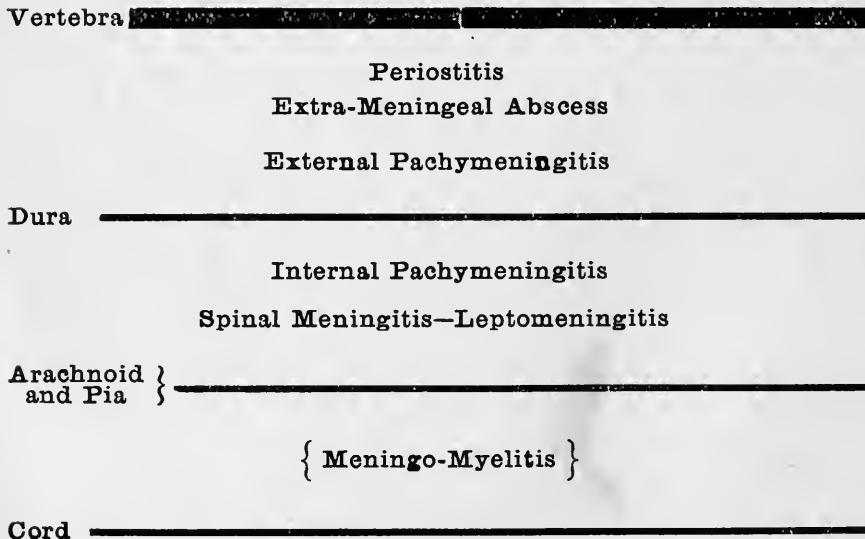 Vertebra
Periostitis
Extra-Meningeal Abscess
External Pachymeningitis
Dura
Internal Pachymeningitis
Spinal Meningitis—Leptomeningitis
Arachnoid }
and Pia
{ Meningo-Myelitis }
Cord